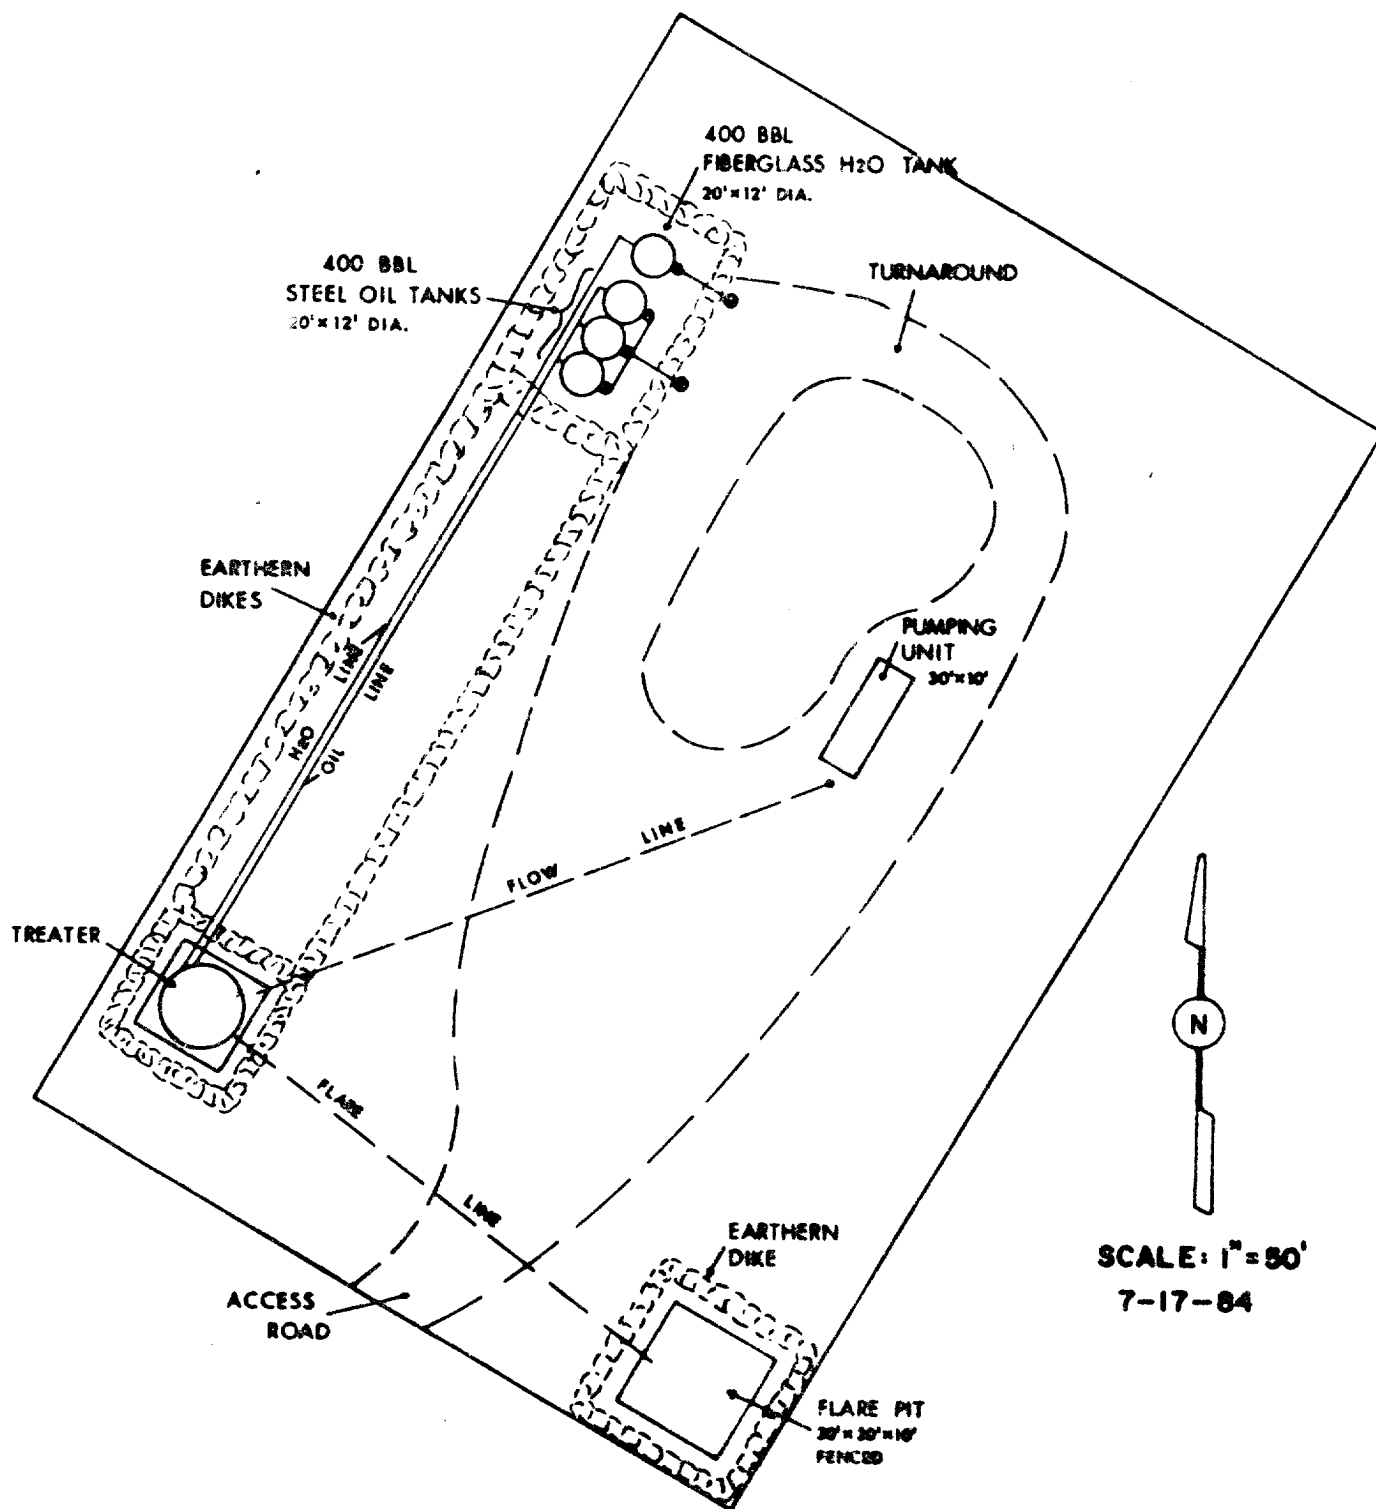 400 BBL
FIBERGLASS H2O TANK
20'×12' DIA.
400 BBL
STEEL OIL TANKS
20'×12' DIA.
TURNAROUND
EARTHERN
DIKES
LINE
LINE
H2O
OIL
PUMPING
UNIT
30'×10'
FLOW
LINE
TREATER
FLARE
LINE
N
SCALE: 1"=50'
7-17-84
EARTHERN
DIKE
ACCESS
ROAD
FLARE PIT
30'×30'×10'
FENCED